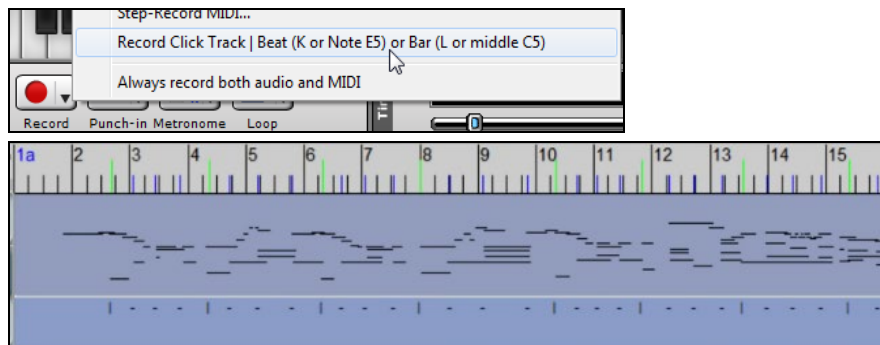 Step-Record MIDI...
Record Click Track | Beat (K or Note E5) or Bar (L or middle C5)
Always record both audio and MIDI
Record Punch-in Metronome Loop
1a 2 3 4 5 6 7 8 9 10 11 12 13 14 15